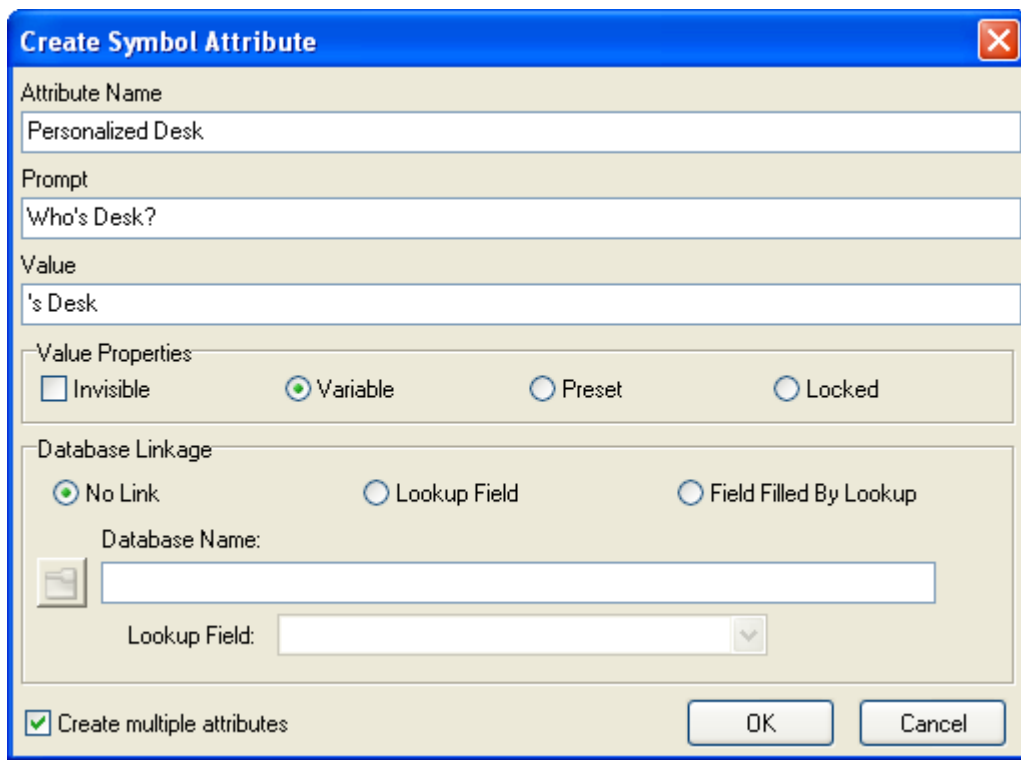 Create Symbol Attribute
Attribute Name
Personalized Desk
Prompt
Who's Desk?
Value
's Desk
Value Properties
Invisible Variable Preset Locked
Database Linkage
No Link Lookup Field Field Filled By Lookup
Database Name:
Lookup Field:
Create multiple attributes OK Cancel